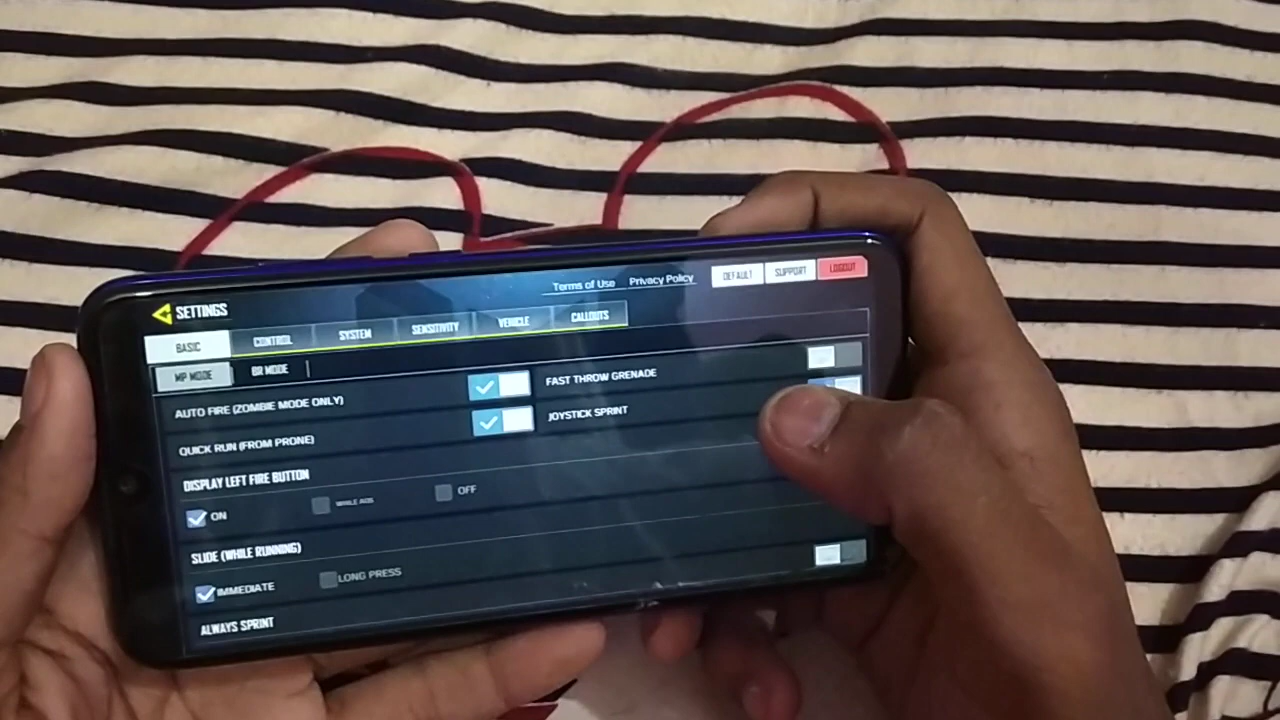 SETTINGS
Terms of Use Privacy Policy DEFAULT SUPPORT LOGOUT
BASIC CONTROL SYSTEM SENSITIVITY VEHICLE CALLOUTS
MP MODE BR MODE
AUTO FIRE (ZOMBIE MODE ONLY) FAST THROW GRENADE
QUICK RUN (FROM PRONE) JOYSTICK SPRINT
DISPLAY LEFT FIRE BUTTON
ON WHILE ADS OFF
SLIDE (WHILE RUNNING)
IMMEDIATE LONG PRESS
ALWAYS SPRINT